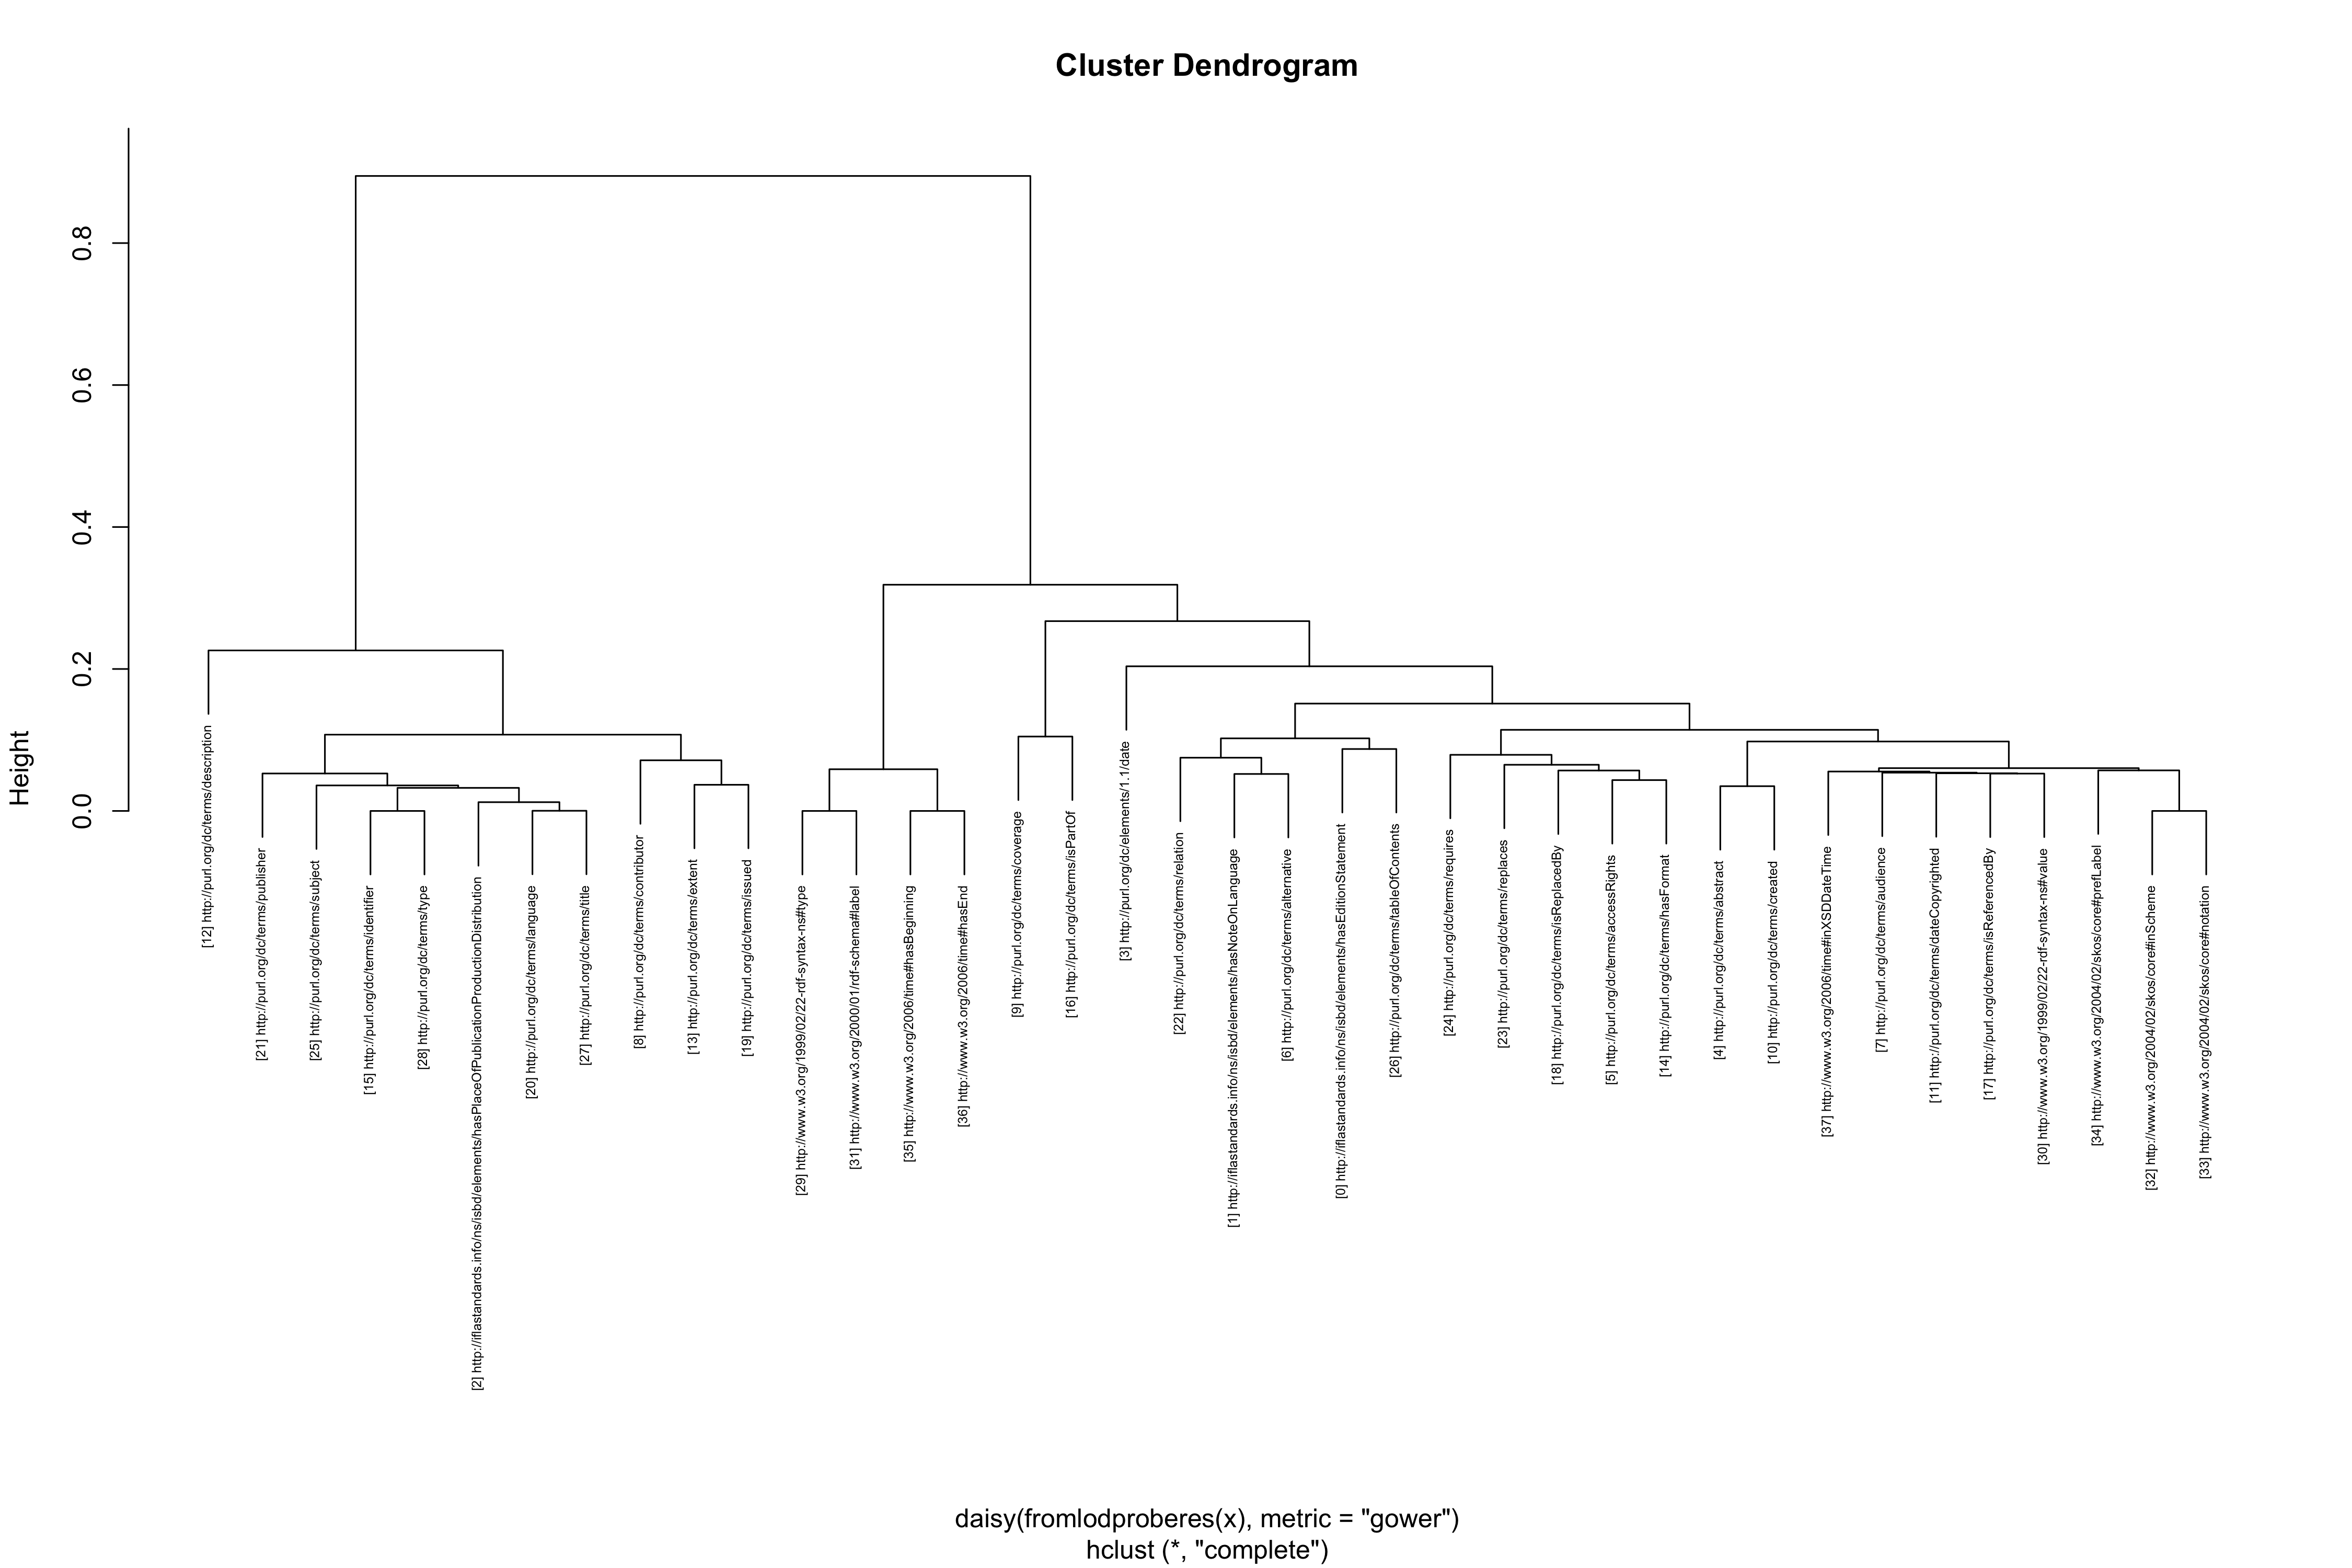 Cluster Dendrogram
Height
0.0
0.2
0.4
0.6
0.8
[12] http://purl.org/dc/terms/description
[21] http://purl.org/dc/terms/publisher
[25] http://purl.org/dc/terms/subject
[15] http://purl.org/dc/terms/identifier
[28] http://purl.org/dc/terms/type
[2] http://iflastandards.info/ns/isbd/elements/hasPlaceOfPublicationProductionDistribution
[20] http://purl.org/dc/terms/language
[27] http://purl.org/dc/terms/title
[8] http://purl.org/dc/terms/contributor
[13] http://purl.org/dc/terms/extent
[19] http://purl.org/dc/terms/issued
[29] http://www.w3.org/1999/02/22-rdf-syntax-ns#type
[31] http://www.w3.org/2000/01/rdf-schema#label
[35] http://www.w3.org/2006/time#hasBeginning
[36] http://www.w3.org/2006/time#hasEnd
[9] http://purl.org/dc/terms/coverage
[16] http://purl.org/dc/terms/isPartOf
[3] http://purl.org/dc/elements/1.1/date
[22] http://purl.org/dc/terms/relation
[1] http://iflastandards.info/ns/isbd/elements/hasNoteOnLanguage
[6] http://purl.org/dc/terms/alternative
[0] http://iflastandards.info/ns/isbd/elements/hasEditionStatement
[26] http://purl.org/dc/terms/tableOfContents
[24] http://purl.org/dc/terms/requires
[23] http://purl.org/dc/terms/replaces
[18] http://purl.org/dc/terms/isReplacedBy
[5] http://purl.org/dc/terms/accessRights
[14] http://purl.org/dc/terms/hasFormat
[4] http://purl.org/dc/terms/abstract
[10] http://purl.org/dc/terms/created
[37] http://www.w3.org/2006/time#inXSDDateTime
[7] http://purl.org/dc/terms/audience
[11] http://purl.org/dc/terms/dateCopyrighted
[17] http://purl.org/dc/terms/isReferencedBy
[30] http://www.w3.org/1999/02/22-rdf-syntax-ns#value
[34] http://www.w3.org/2004/02/skos/core#prefLabel
[32] http://www.w3.org/2004/02/skos/core#inScheme
[33] http://www.w3.org/2004/02/skos/core#notation
daisy(fromlodproberes(x), metric = "gower")
hclust (*, "complete")